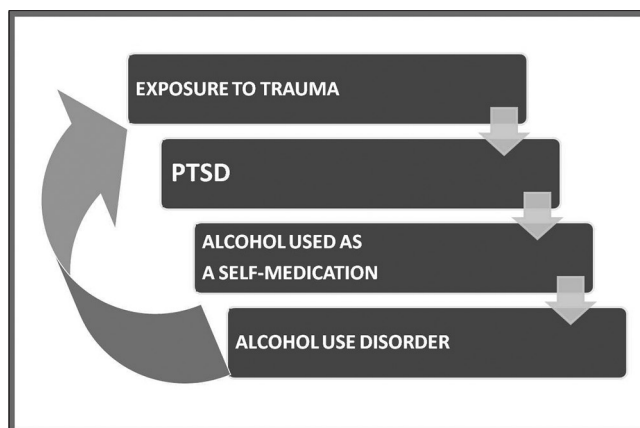 EXPOSURE TO TRAUMA
PTSD
ALCOHOL USED AS
A SELF-MEDICATION
ALCOHOL USE DISORDER